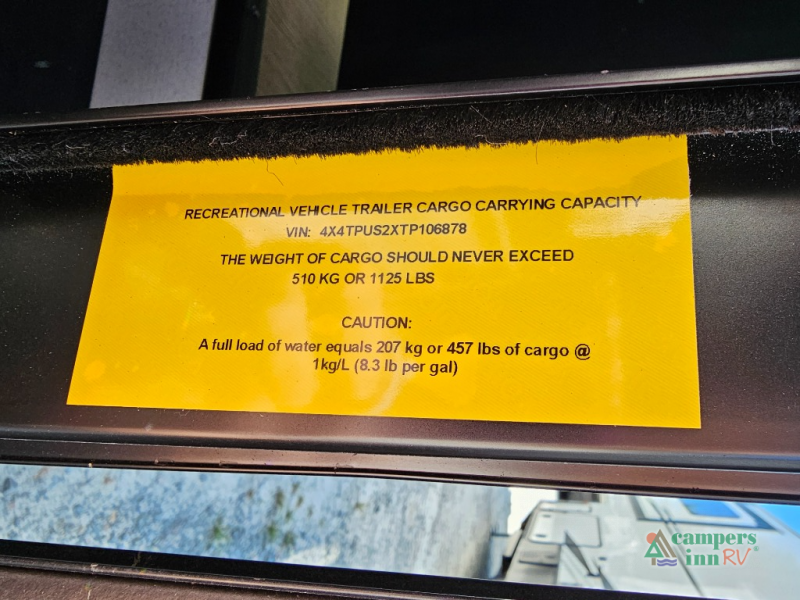 RECREATIONAL VEHICLE TRAILER CARGO CARRYING CAPACITY
VIN: 4X4TPUS2XTP106878
THE WEIGHT OF CARGO SHOULD NEVER EXCEED
510 KG OR 1125 LBS
CAUTION:
A full load of water equals 207 kg or 457 lbs of cargo @
1kg/L (8.3 lb per gal)
campers
inn RV